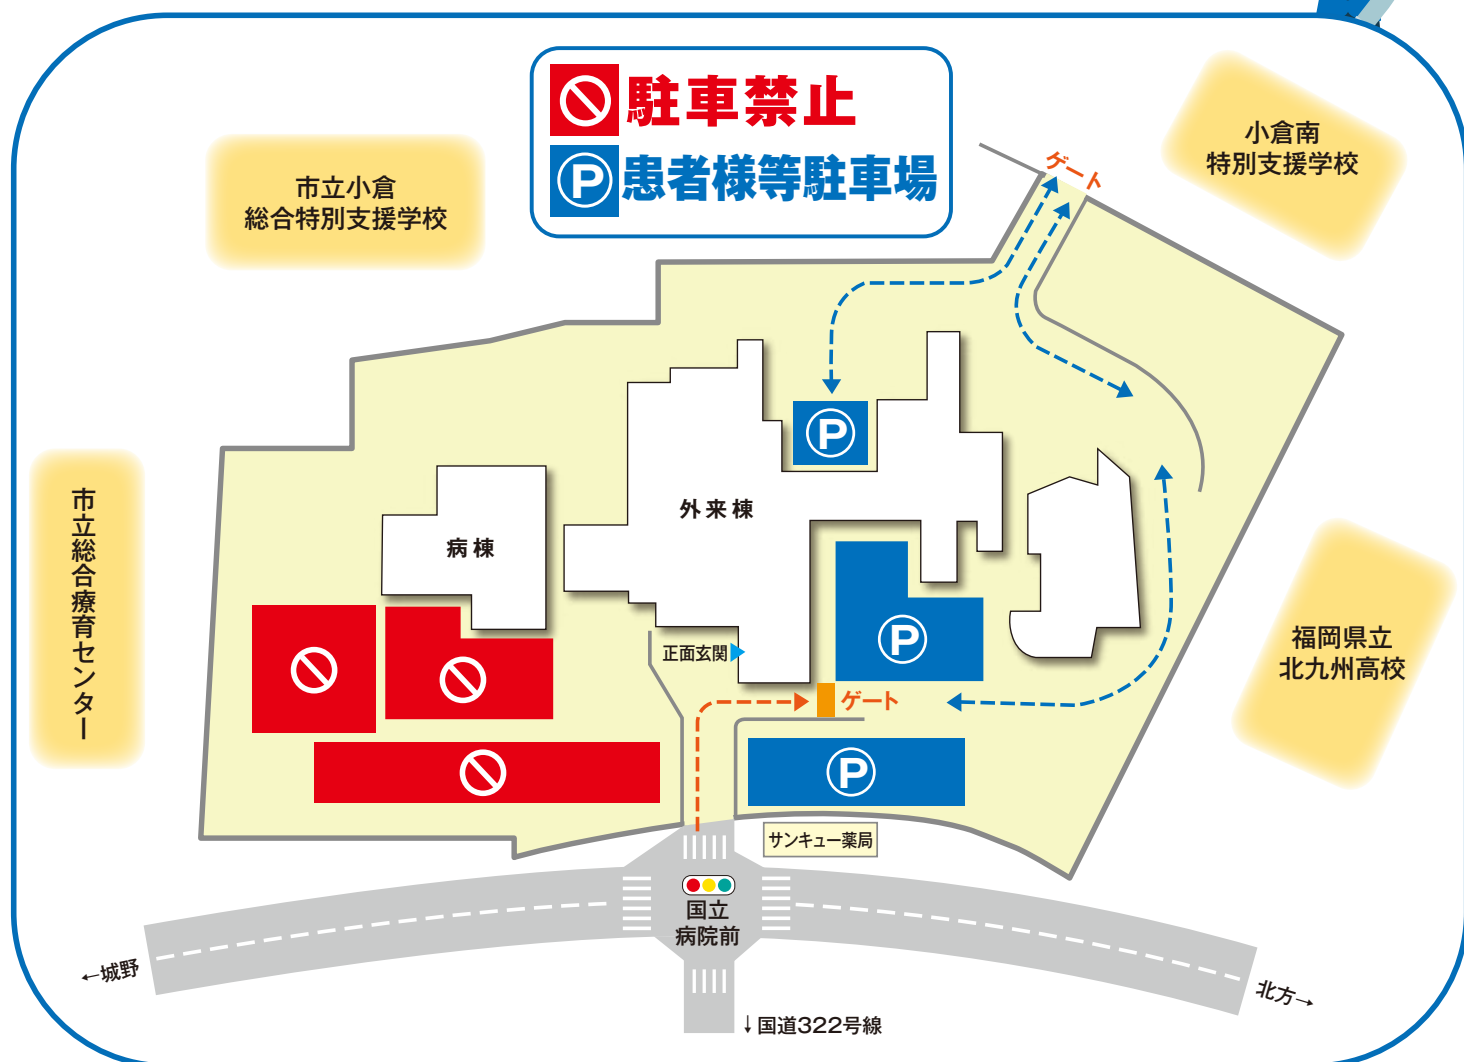 駐車禁止
P 患者様等駐車場
市立小倉
総合特別支援学校
小倉南
特別支援学校
ゲート
P
外来棟
病棟
市立総合療育センター
P
福岡県立
北九州高校
正面玄関
ゲート
P
サンキュー薬局
国立
病院前
←城野
北方→
↓国道322号線